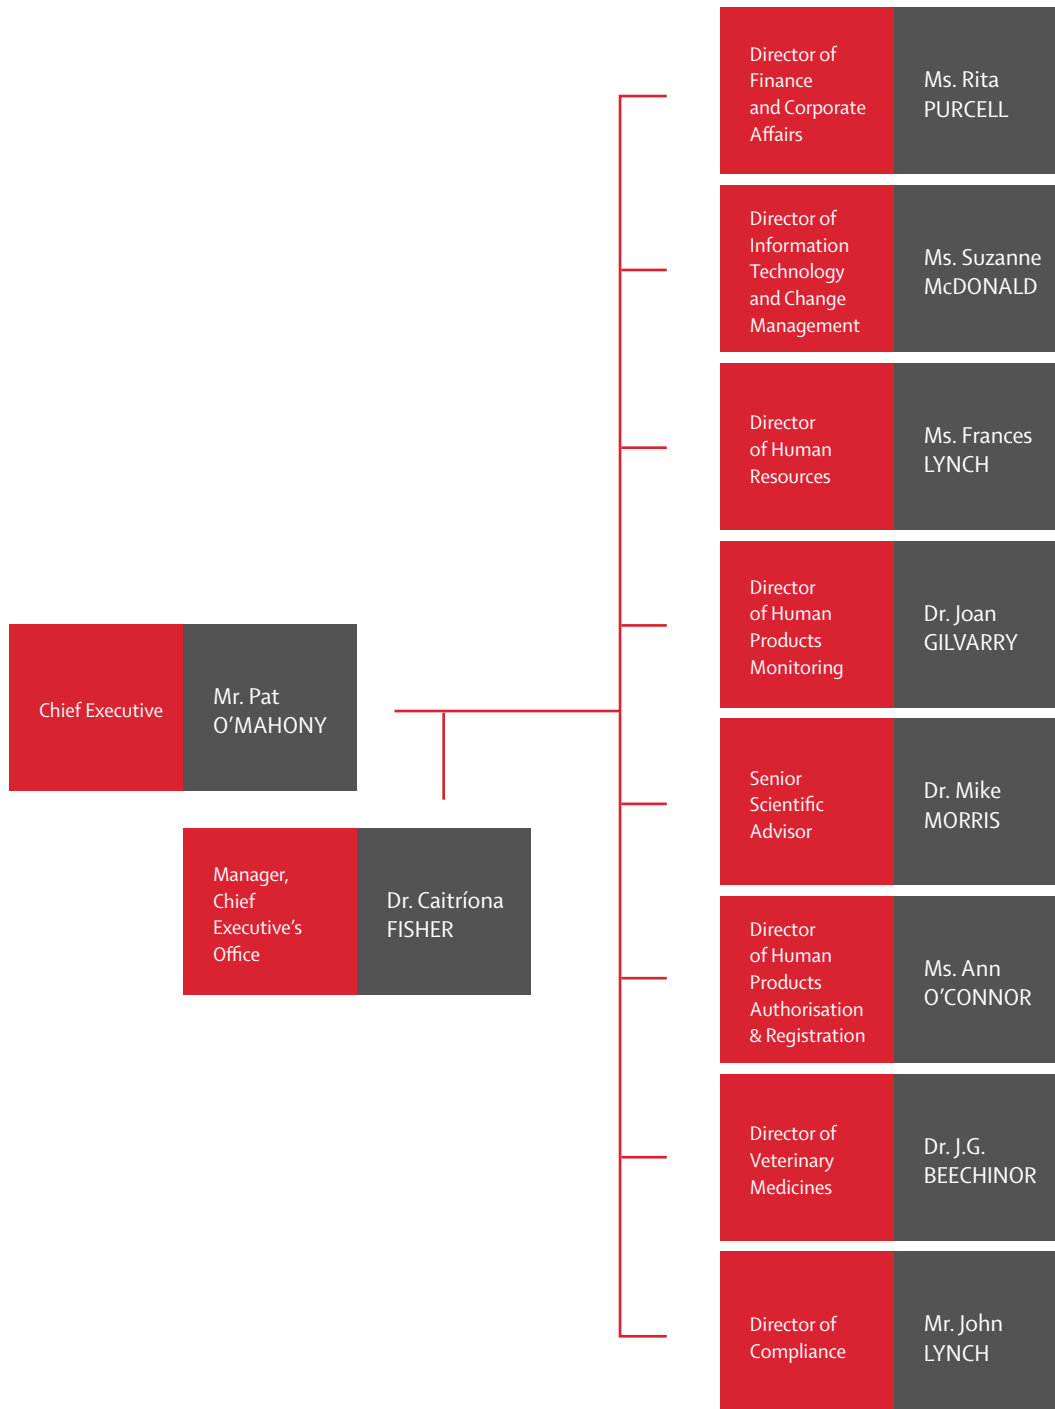 Director of
Finance
and Corporate
Affairs
Ms. Rita
PURCELL
Director of
Information
Technology
and Change
Management
Ms. Suzanne
McDONALD
Director
of Human
Resources
Ms. Frances
LYNCH
Director
of Human
Products
Monitoring
Dr. Joan
GILVARRY
Chief Executive
Mr. Pat
O’MAHONY
Senior
Scientific
Advisor
Dr. Mike
MORRIS
Manager,
Chief
Executive’s
Office
Dr. Caitríona
FISHER
Director
of Human
Products
Authorisation
& Registration
Ms. Ann
O’CONNOR
Director of
Veterinary
Medicines
Dr. J.G.
BEECHINOR
Director of
Compliance
Mr. John
LYNCH